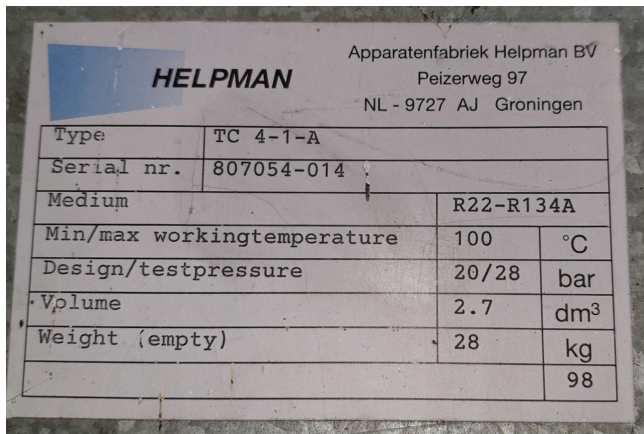 HELPMAN
Apparatenfabriek Helpman BV
Peizerweg 97
NL - 9727 AJ Groningen
Type TC 4-1-A
Serial nr. 807054-014
Medium R22-R134A
Min/max workingtemperature 100 °C
Design/testpressure 20/28 bar
Volume 2.7 dm³
Weight (empty) 28 kg
98